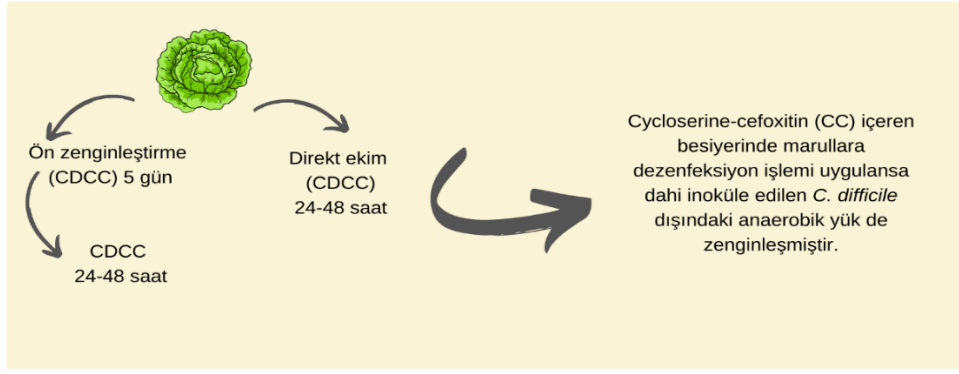 Ön zenginleştirme
(CDCC) 5 gün
CDCC
24-48 saat
Direkt ekim
(CDCC)
24-48 saat
Cycloserine-cefoxitin (CC) içeren
besiyerinde marullara
dezenfeksiyon işlemi uygulansa
dahi inoküle edilen C. difficile
dışındaki anaerobik yük de
zenginleşmiştir.